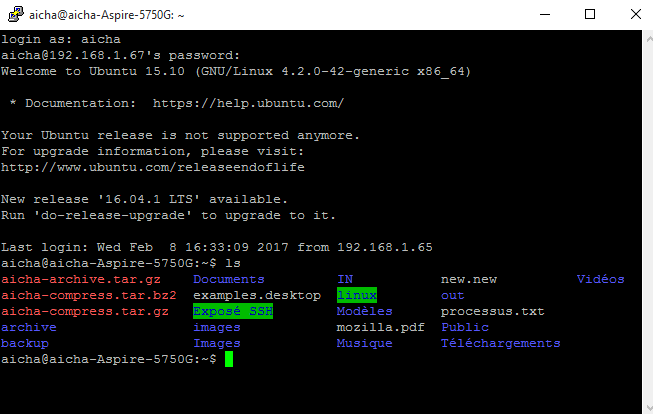 aicha@aicha-Aspire-5750G: ~
login as: aicha
aicha@192.168.1.67's password:
Welcome to Ubuntu 15.10 (GNU/Linux 4.2.0-42-generic x86_64)
* Documentation:  https://help.ubuntu.com/
Your Ubuntu release is not supported anymore.
For upgrade information, please visit:
http://www.ubuntu.com/releaseendoflife
New release '16.04.1 LTS' available.
Run 'do-release-upgrade' to upgrade to it.
Last login: Wed Feb  8 16:33:09 2017 from 192.168.1.65
aicha@aicha-Aspire-5750G:~$ ls
aicha-archive.tar.gz    Documents         IN           new.new          Vidéos
aicha-compress.tar.bz2  examples.desktop  linux        out
aicha-compress.tar.gz   Exposé SSH        Modèles      processus.txt
archive                 images            mozilla.pdf  Public
backup                  Images            Musique      Téléchargements
aicha@aicha-Aspire-5750G:~$